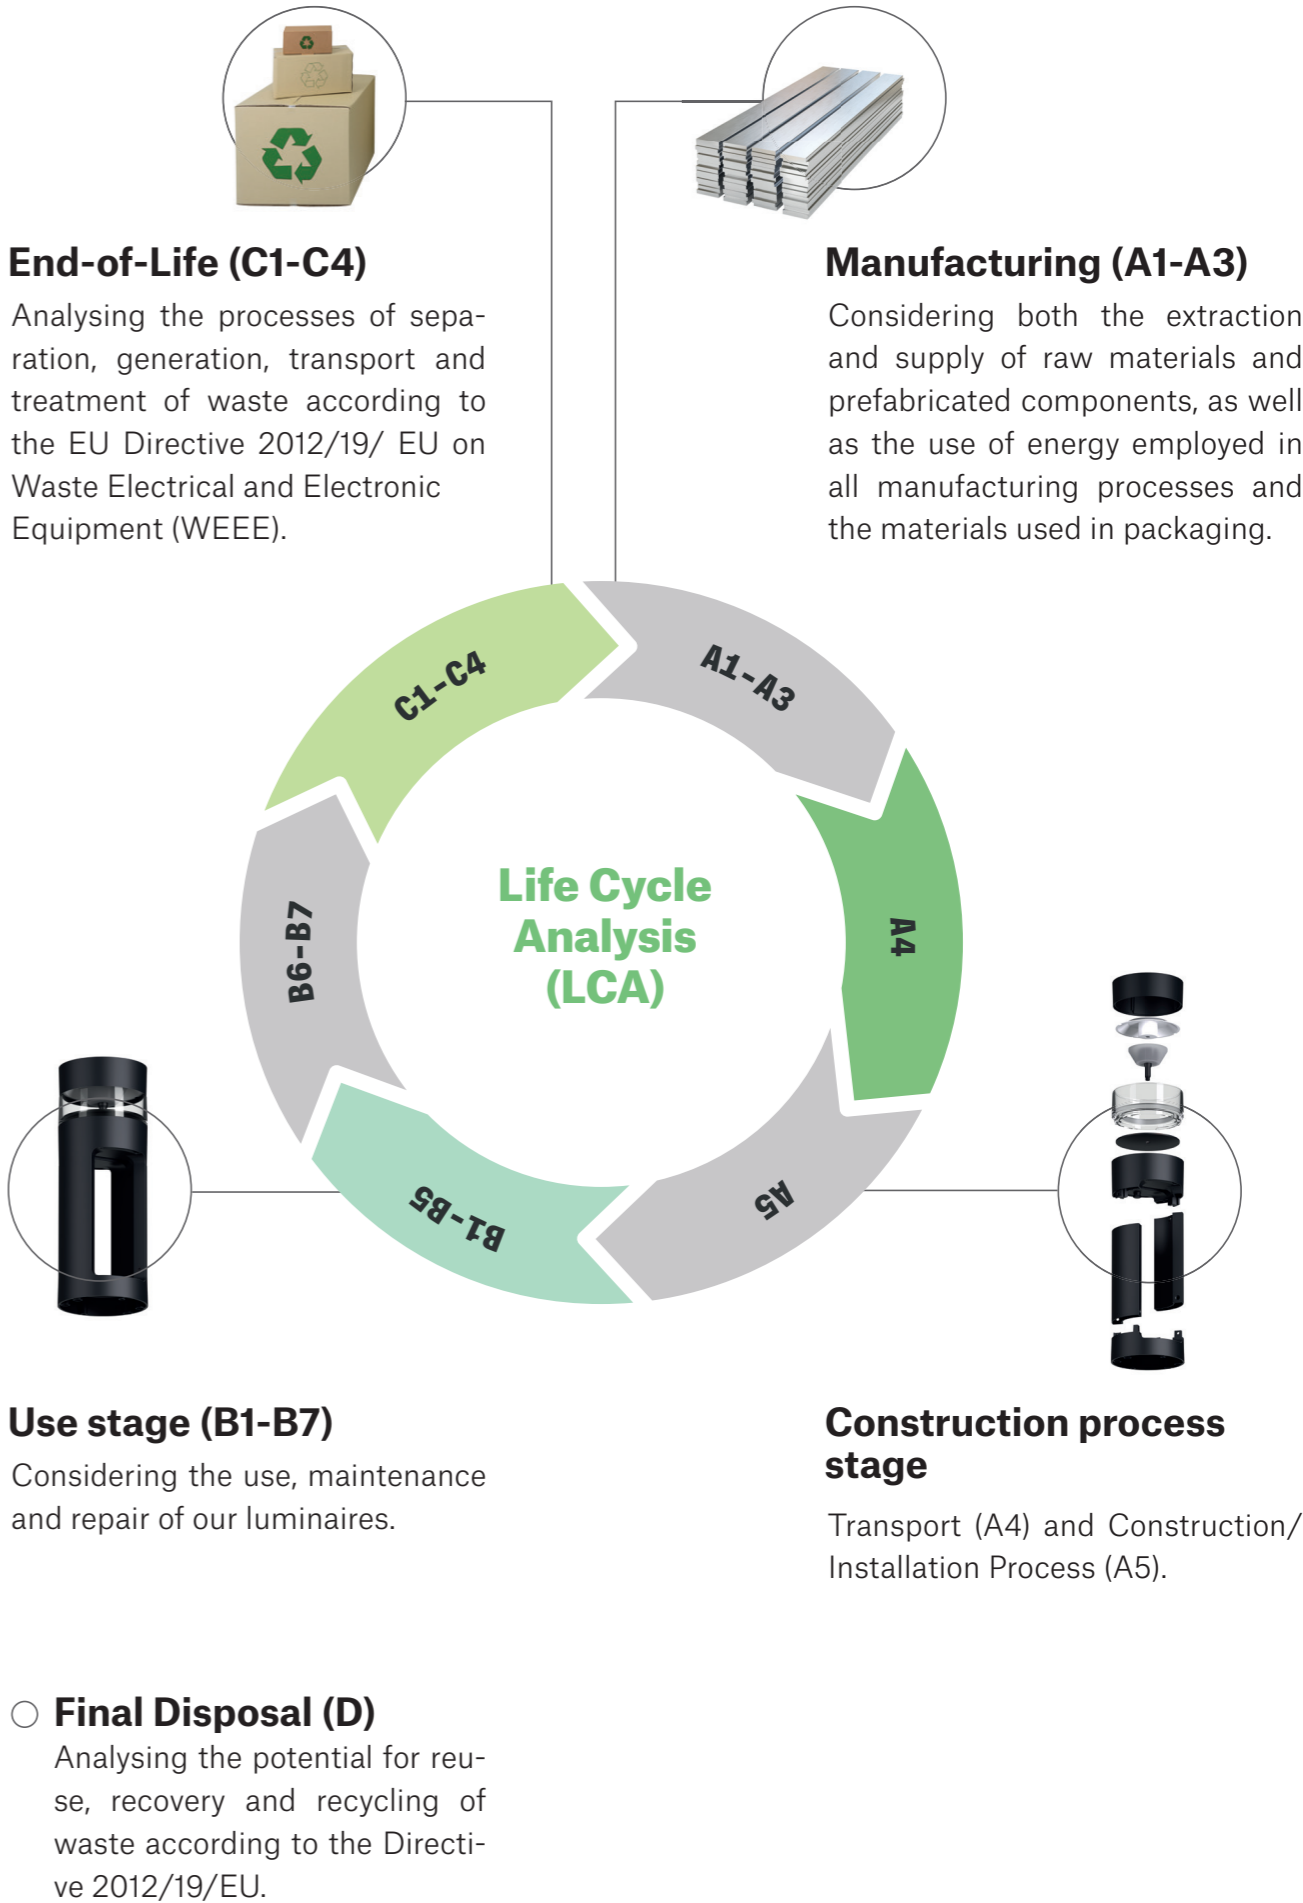 End-of-Life (C1-C4)
Analysing the processes of sepa-
ration, generation, transport and
treatment of waste according to
the EU Directive 2012/19/ EU on
Waste Electrical and Electronic
Equipment (WEEE).
Manufacturing (A1-A3)
Considering both the extraction
and supply of raw materials and
prefabricated components, as well
as the use of energy employed in
all manufacturing processes and
the materials used in packaging.
C1-C4
A1-A3
A4
A5
B1-B5
B6-B7
Life Cycle
Analysis
(LCA)
Use stage (B1-B7)
Considering the use, maintenance
and repair of our luminaires.
Construction process
stage
Transport (A4) and Construction/
Installation Process (A5).
Final Disposal (D)
Analysing the potential for reu-
se, recovery and recycling of
waste according to the Directi-
ve 2012/19/EU.